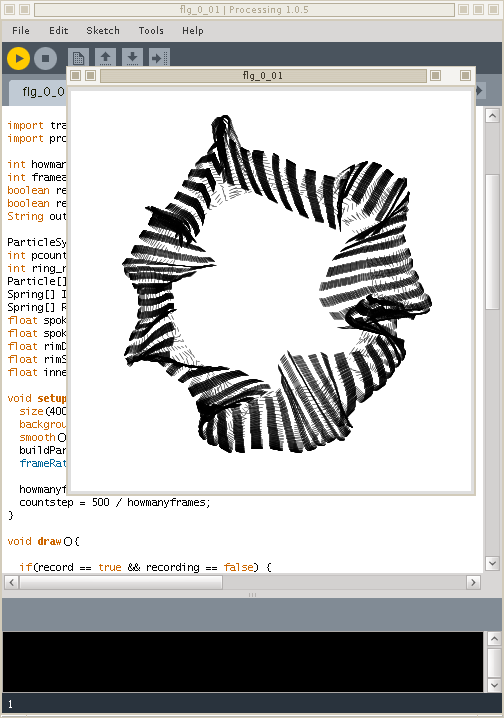 flg_0_01 | Processing 1.0.5
File Edit Sketch Tools Help
flg_0_01
flg_0_0
import tra
import pro
int howman
int framea
boolean re
boolean re
String out
ParticleSy
int pcount
int ring_r
Particle[]
Spring[] I
Spring[] R
float spok
float spok
float rimD
float rimS
float inne
void setup
size(400
backgrou
smooth()
buildPar
frameRat
howmanyf
countstep = 500 / howmanyframes;
}
void draw(){
if(record == true && recording == false) {
1